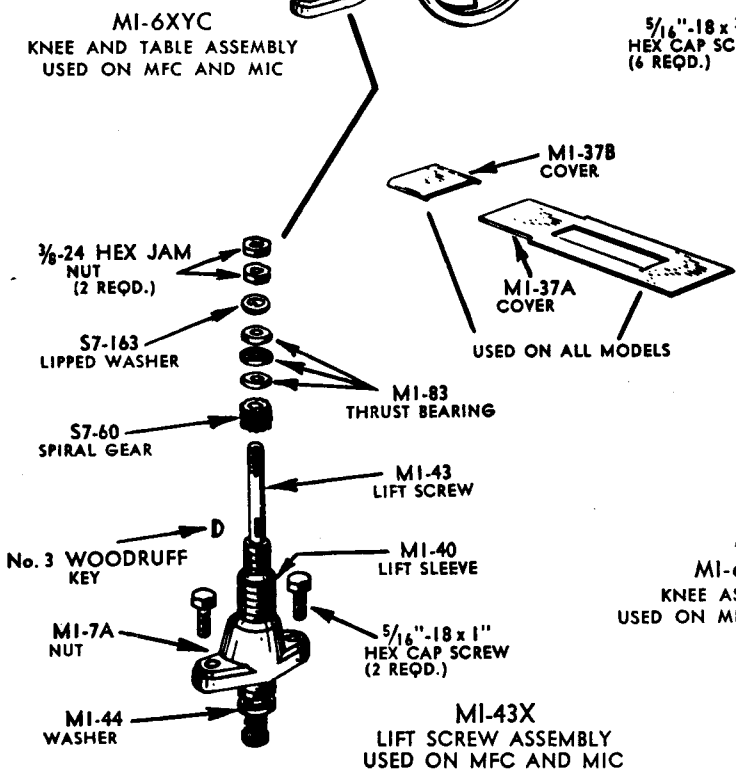 MI-6XYC
KNEE AND TABLE ASSEMBLY
USED ON MFC AND MIC
5/16"-18 x
HEX CAP SC
(6 REQD.)
MI-37B
COVER
MI-37A
COVER
USED ON ALL MODELS
3/8-24 HEX JAM
NUT
(2 REQD.)
S7-163
LIPPED WASHER
MI-83
THRUST BEARING
S7-60
SPIRAL GEAR
MI-43
LIFT SCREW
No. 3 WOODRUFF
KEY
MI-40
LIFT SLEEVE
MI-7A
NUT
5/16"-18 x 1"
HEX CAP SCREW
(2 REQD.)
MI-44
WASHER
MI-43X
LIFT SCREW ASSEMBLY
USED ON MFC AND MIC
MI-
KNEE AS
USED ON M